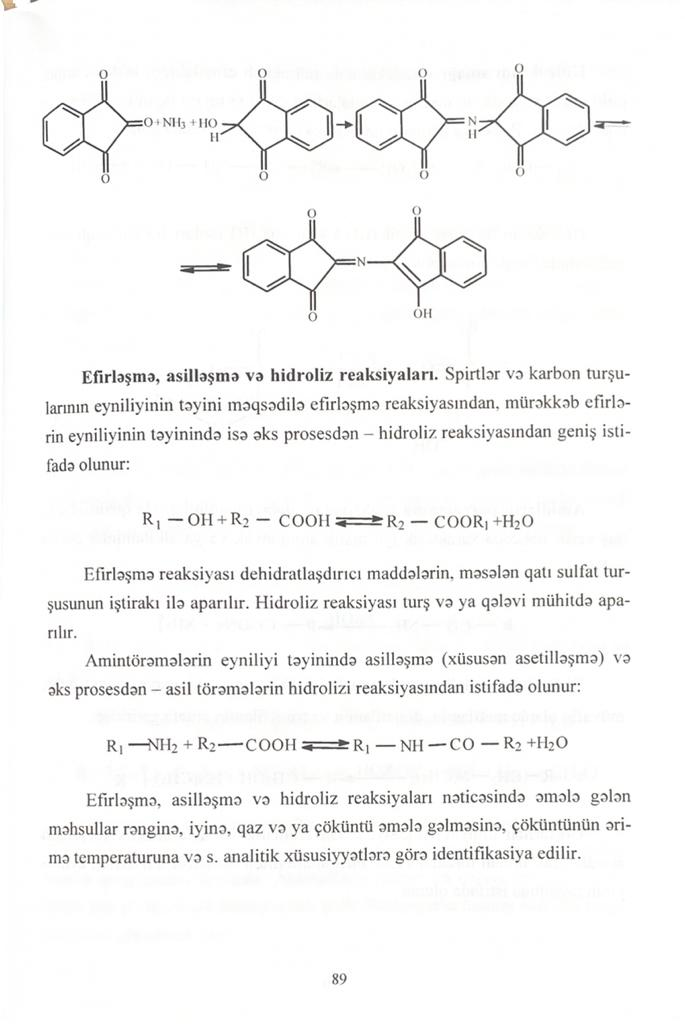 O O O O
O+NH3 +HO N
H H
O O O O
O O
N
O OH
Efirləşmə, asilləşmə və hidroliz reaksiyaları. Spirtlər və karbon turşu-
larının eyniliyinin təyini məqsədilə efirləşmə reaksiyasından, mürəkkəb efirlə-
rin eyniliyinin təyinində isə əks prosesdən – hidroliz reaksiyasından geniş isti-
fadə olunur:
R1 — OH + R2 — COOH ⇌ R2 — COOR1 +H2O
Efirləşmə reaksiyası dehidratlaşdırıcı maddələrin, məsələn qatı sulfat tur-
şusunun iştirakı ilə aparılır. Hidroliz reaksiyası turş və ya qələvi mühitdə apa-
rılır.
Amintörəmələrin eyniliyi təyinində asilləşmə (xüsusən asetilləşmə) və
əks prosesdən – asil törəmələrin hidrolizi reaksiyasından istifadə olunur:
R1 —NH2 + R2—COOH ⇌ R1 — NH — CO — R2 +H2O
Efirləşmə, asilləşmə və hidroliz reaksiyaları nəticəsində əmələ gələn
məhsullar rənginə, iyinə, qaz və ya çöküntü əmələ gəlməsinə, çöküntünün əri-
mə temperaturuna və s. analitik xüsusiyyətlərə görə identifikasiya edilir.
89